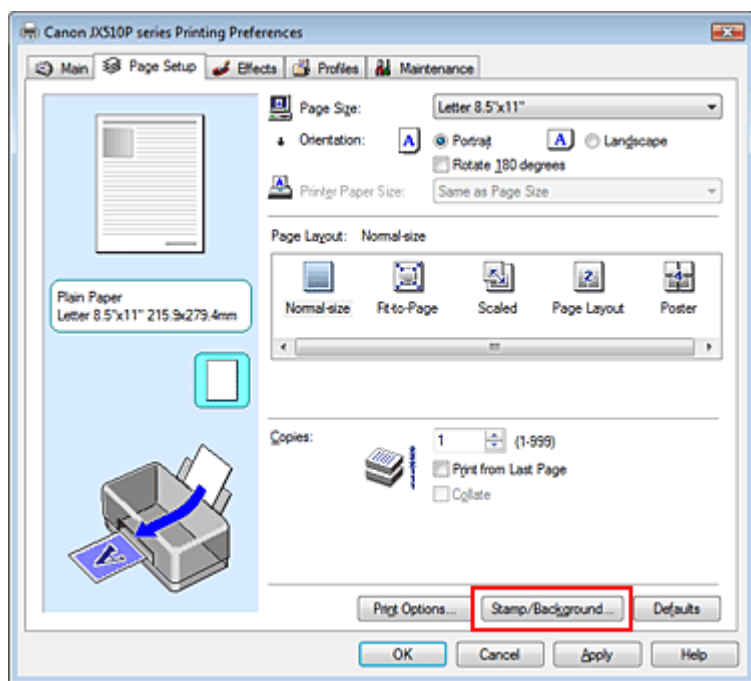 Canon JX510P series Printing Preferences
Main
Page Setup
Effects
Profiles
Maintenance
Page Size:
Letter 8.5"x11"
Orientation:
A
Portrait
A
Landscape
Rotate 180 degrees
Printer Paper Size:
Same as Page Size
Page Layout: Normal-size
Normal-size
Fit-to-Page
Scaled
Page Layout
Poster
Plain Paper
Letter 8.5"x11" 215.9x279.4mm
Copies:
1
(1-999)
Print from Last Page
Collate
Print Options...
Stamp/Background...
Defaults
OK
Cancel
Apply
Help